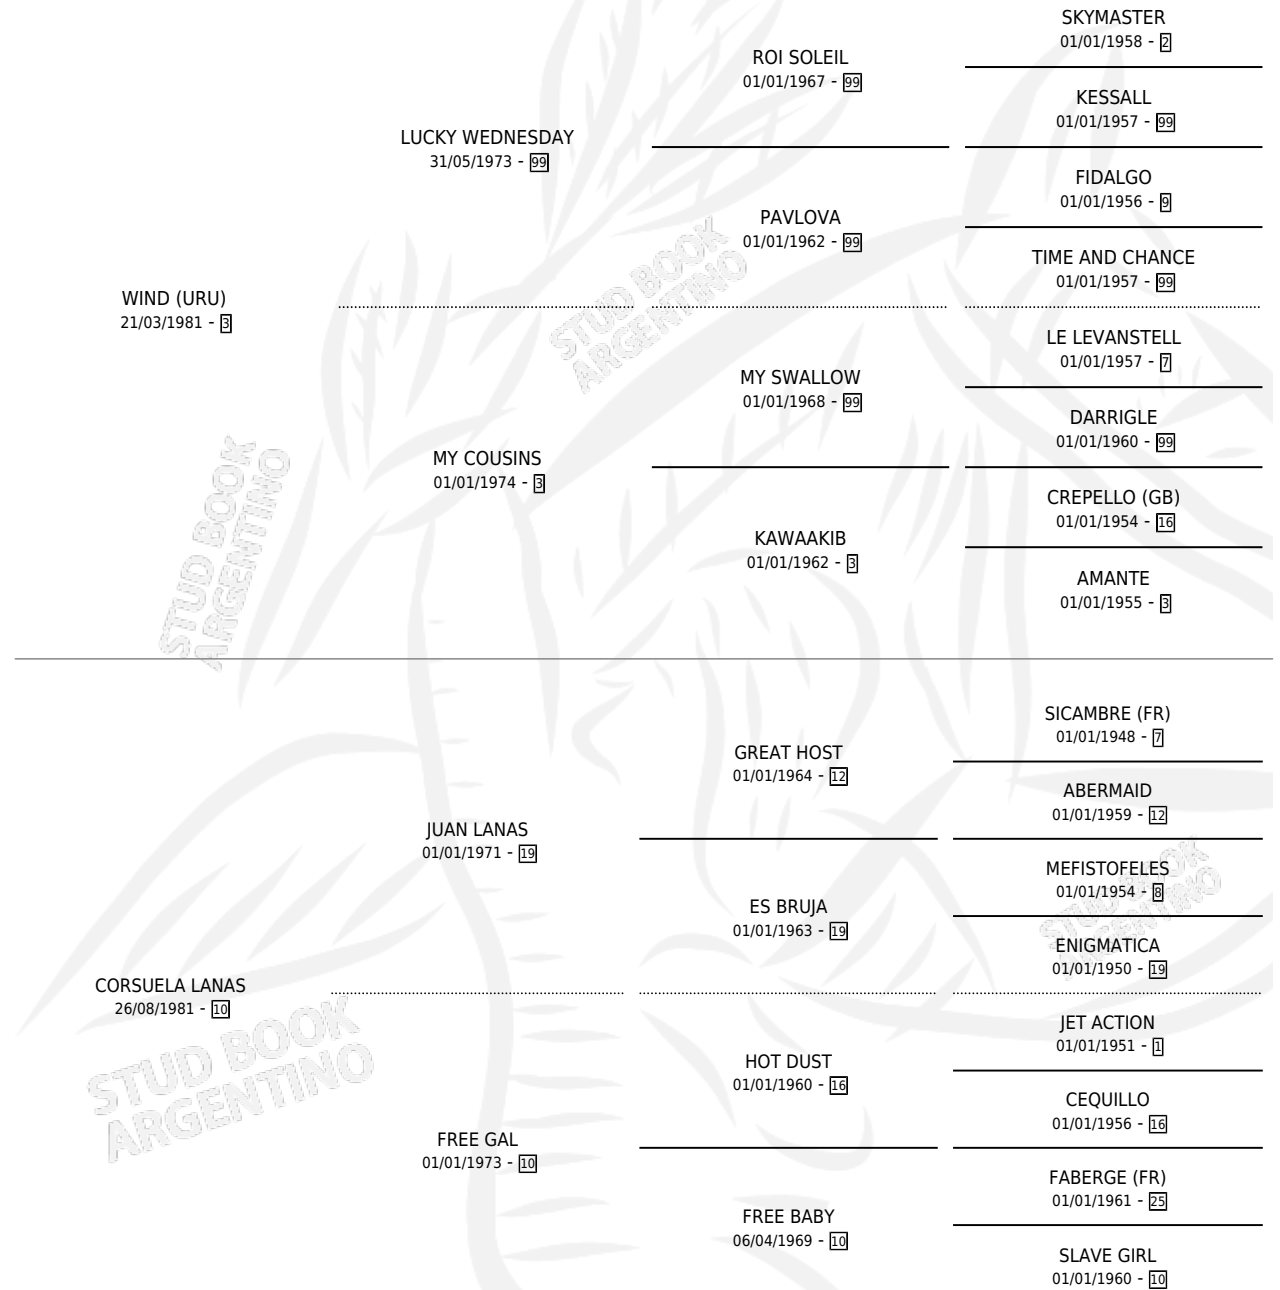 SKYMASTER
01/01/1958 - 2
ROI SOLEIL
01/01/1967 - 99
KESSALL
01/01/1957 - 99
LUCKY WEDNESDAY
31/05/1973 - 99
FIDALGO
01/01/1956 - 9
PAVLOVA
01/01/1962 - 99
TIME AND CHANCE
01/01/1957 - 99
WIND (URU)
21/03/1981 - 3
STUD BOOK
ARGENTINO
LE LEVANSTELL
01/01/1957 - 7
MY SWALLOW
01/01/1968 - 99
DARRIGLE
01/01/1960 - 99
MY COUSINS
01/01/1974 - 3
CREPELLO (GB)
01/01/1954 - 16
KAWAAKIB
01/01/1962 - 3
AMANTE
01/01/1955 - 3
STUD BOOK
ARGENTINO
SICAMBRE (FR)
01/01/1948 - 7
GREAT HOST
01/01/1964 - 12
ABERMAID
01/01/1959 - 12
JUAN LANAS
01/01/1971 - 19
MEFISTOFELES
01/01/1954 - 8
ES BRUJA
01/01/1963 - 19
STUD BOOK
ARGENTINO
ENIGMATICA
01/01/1950 - 19
CORSUELA LANAS
26/08/1981 - 10
STUD BOOK
ARGENTINO
JET ACTION
01/01/1951 - 1
HOT DUST
01/01/1960 - 16
CEQUILLO
01/01/1956 - 16
FREE GAL
01/01/1973 - 10
FABERGE (FR)
01/01/1961 - 25
FREE BABY
06/04/1969 - 10
SLAVE GIRL
01/01/1960 - 10